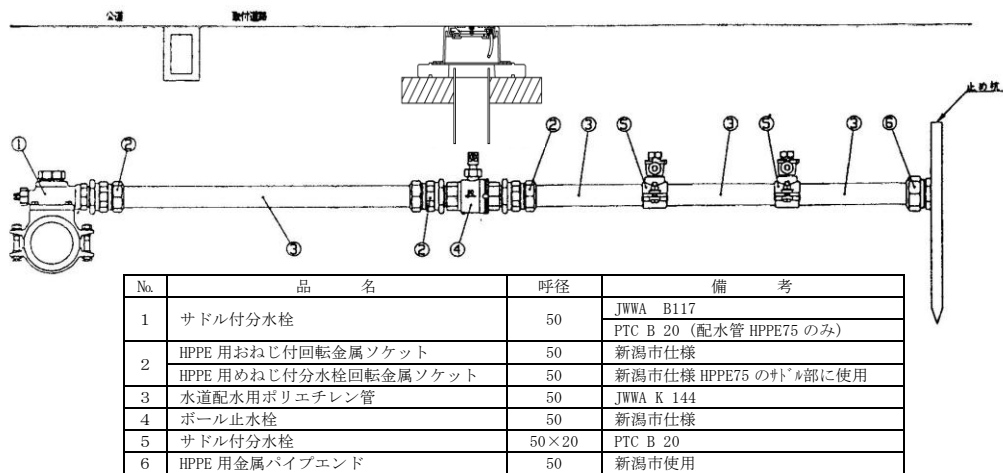 公道 取付道路
止め杭
① ② ② ③ ⑤ ③ ⑤ ③ ⑥
③ ② ④
№ 品名 呼径 備考
1 サドル付分水栓 50 JWWA B117
PTC B 20 (配水管 HPPE75 のみ)
2 HPPE 用おねじ付回転金属ソケット 50 新潟市仕様
HPPE 用めねじ付分水栓回転金属ソケット 50 新潟市仕様 HPPE75 のｻﾄﾞﾙ部に使用
3 水道配水用ポリエチレン管 50 JWWA K 144
4 ボール止水栓 50 新潟市仕様
5 サドル付分水栓 50×20 PTC B 20
6 HPPE 用金属パイプエンド 50 新潟市使用